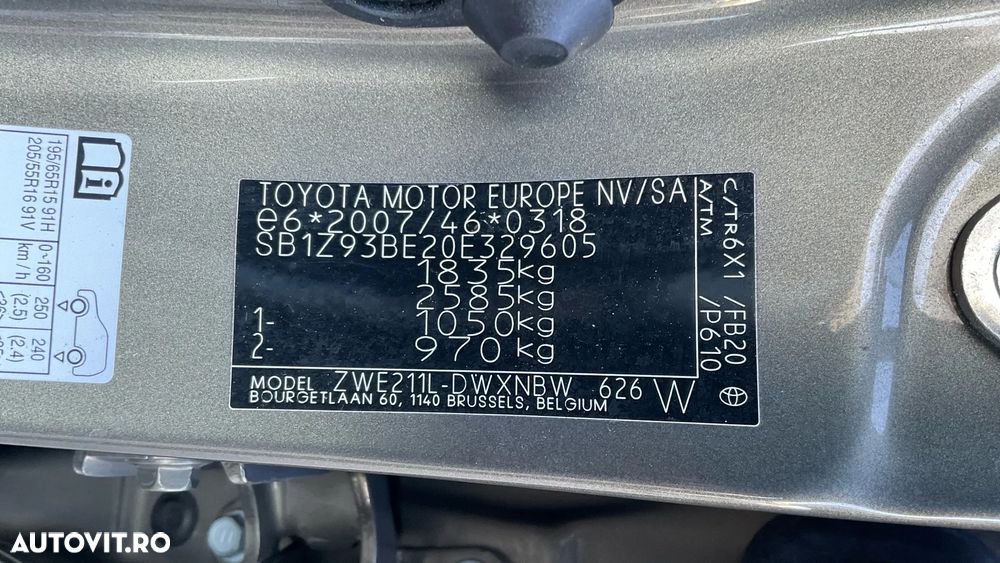 195/65R15 91H
205/55R16 91V
0~160
km/h
250
(2.5)
240
(2.4)
TOYOTA MOTOR EUROPE NV/SA
e6*2007/46*0318
SB1Z93BE20E329605
1835kg
2585kg
1- 1050kg
2- 970kg
MODEL ZWE211L-DWXNBW 626 W
BOURGETLAAN 60, 1140 BRUSSELS, BELGIUM
C/TR6X1 /FB20
A/TM /P610
AUTOVIT.RO